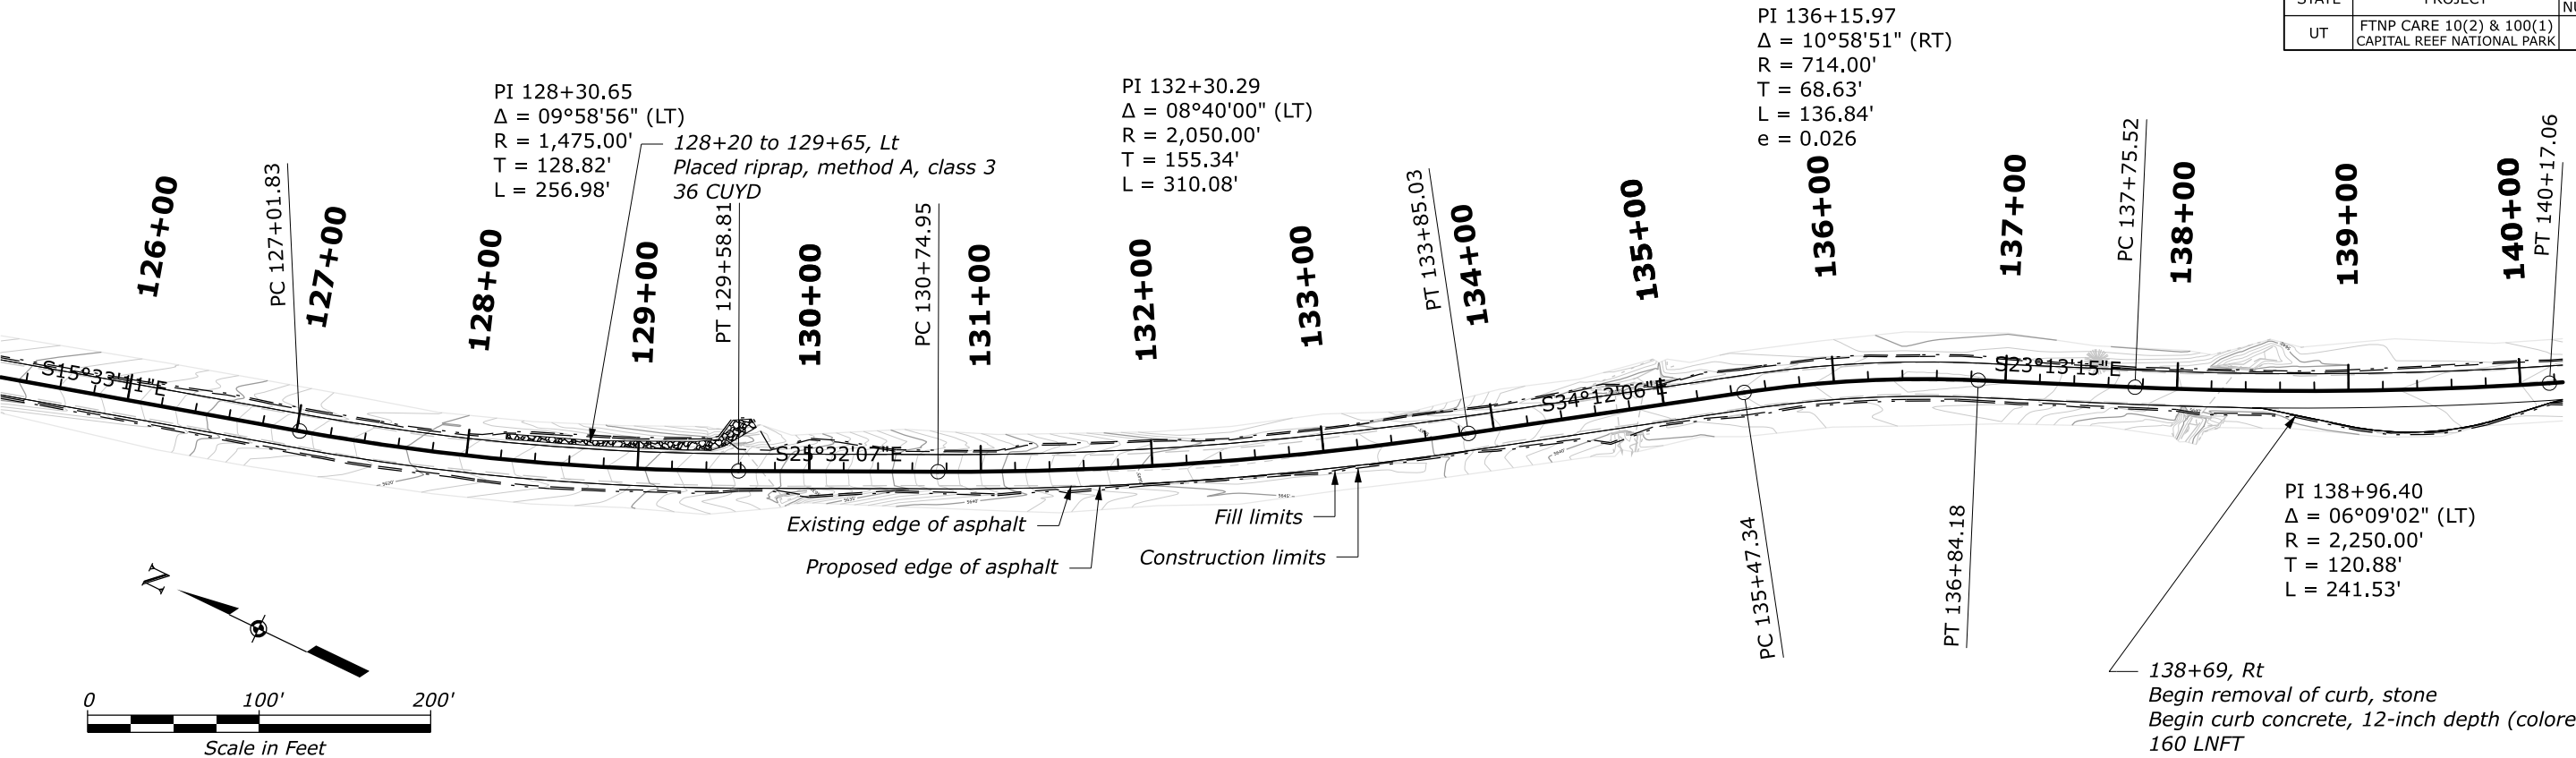 STATE PROJECT
UT FTNP CARE 10(2) & 100(1)
CAPITAL REEF NATIONAL PARK
PI 128+30.65
Δ = 09°58'56" (LT)
R = 1,475.00'
T = 128.82'
L = 256.98'
128+20 to 129+65, Lt
Placed riprap, method A, class 3
36 CUYD
PI 132+30.29
Δ = 08°40'00" (LT)
R = 2,050.00'
T = 155.34'
L = 310.08'
PI 136+15.97
Δ = 10°58'51" (RT)
R = 714.00'
T = 68.63'
L = 136.84'
e = 0.026
126+00
PC 127+01.83
127+00
128+00
129+00
PT 129+58.81
130+00
PC 130+74.95
131+00
132+00
133+00
PT 133+85.03
134+00
135+00
136+00
137+00
PC 137+75.52
138+00
139+00
140+00
PT 140+17.06
S15°33'11"E
S25°32'07"E
S34°12'06"E
S23°13'15"E
Existing edge of asphalt
Proposed edge of asphalt
Fill limits
Construction limits
PC 135+47.34
PT 136+84.18
PI 138+96.40
Δ = 06°09'02" (LT)
R = 2,250.00'
T = 120.88'
L = 241.53'
138+69, Rt
Begin removal of curb, stone
Begin curb concrete, 12-inch depth (colore
160 LNFT
N
0 100' 200'
Scale in Feet